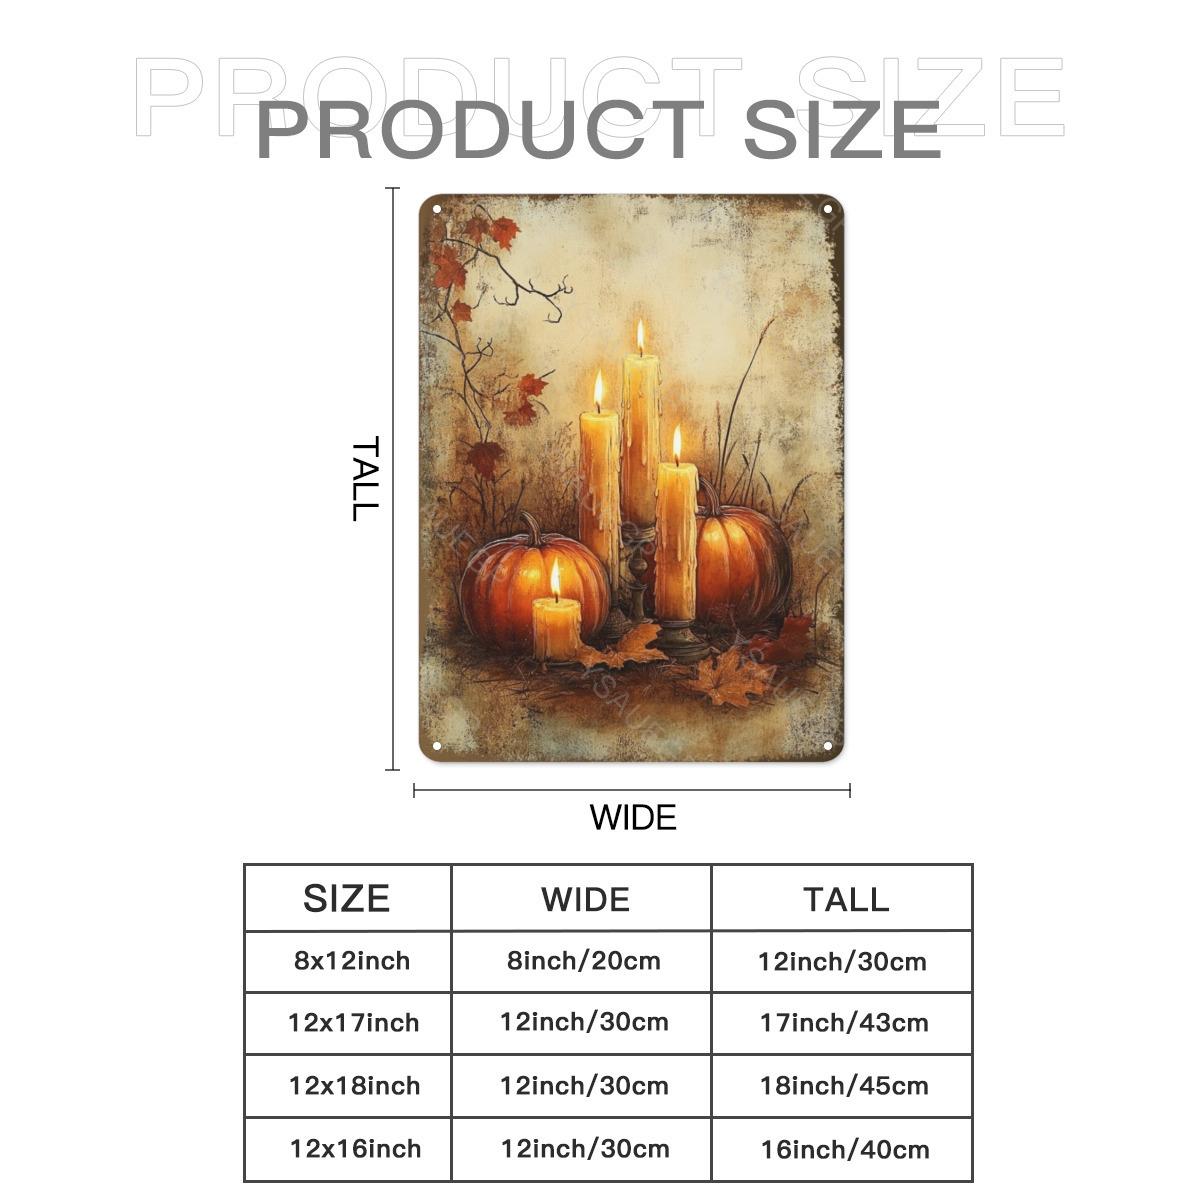 PRODUCT SIZE
PRODUCT SIZE
TALL
WIDE
SIZE WIDE TALL
8x12inch 8inch/20cm 12inch/30cm
12x17inch 12inch/30cm 17inch/43cm
12x18inch 12inch/30cm 18inch/45cm
12x16inch 12inch/30cm 16inch/40cm